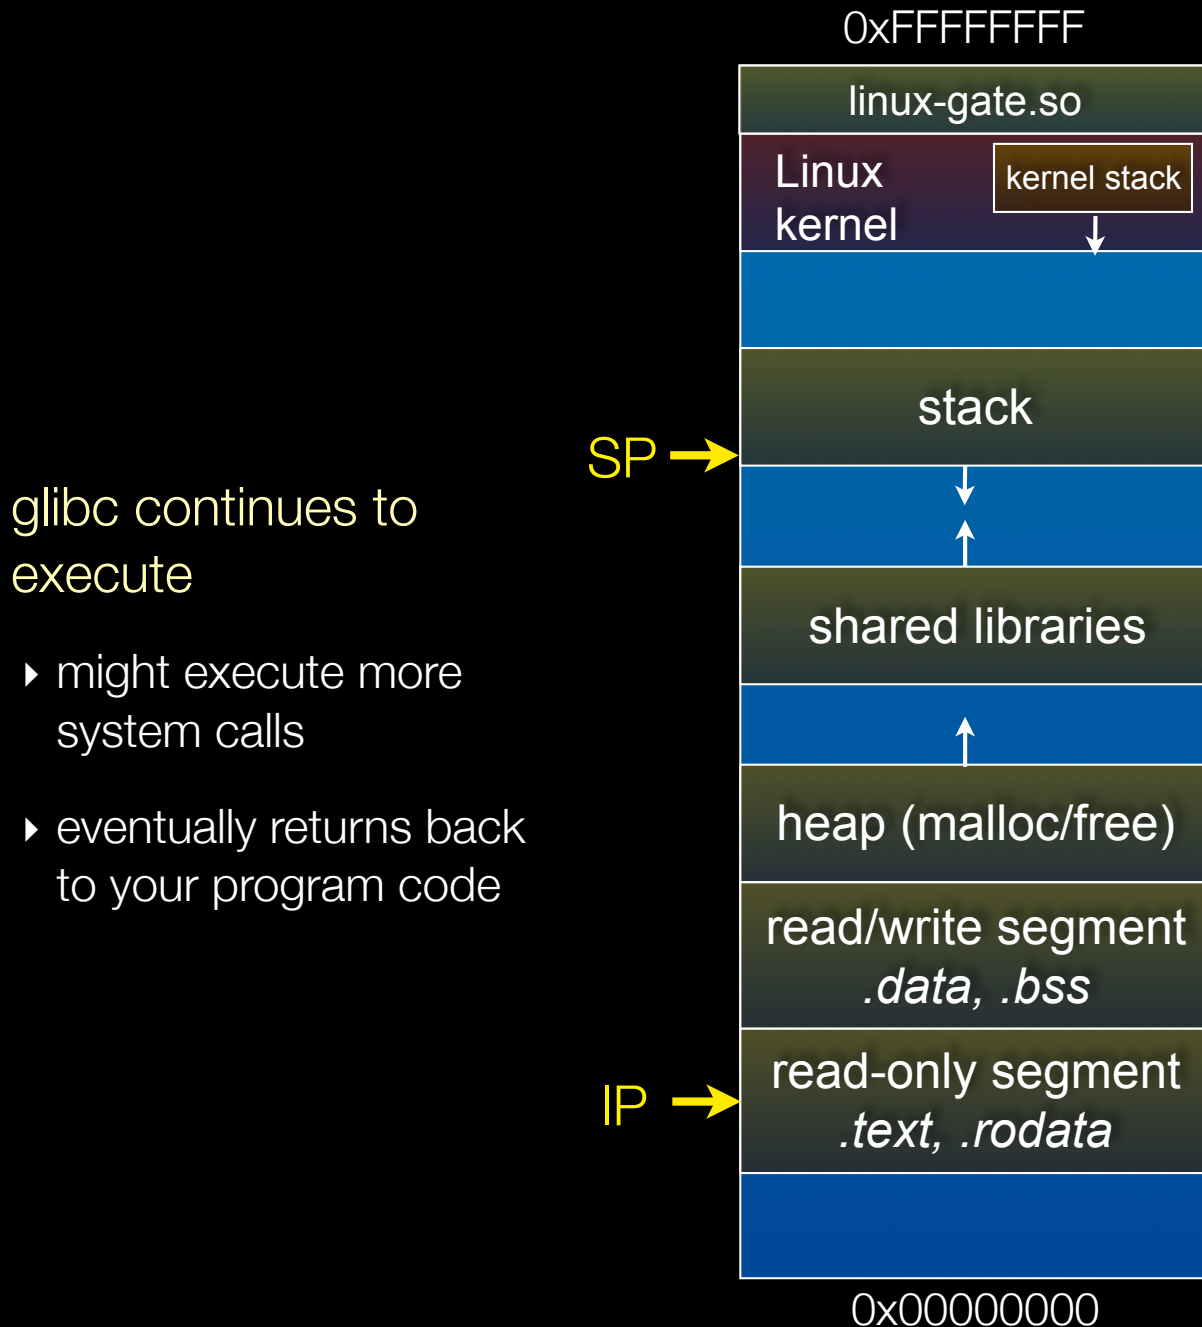 0xFFFFFFFF
linux-gate.so
Linux
kernel
kernel stack
stack
SP
glibc continues to
execute
shared libraries
▸ might execute more
system calls
▸ eventually returns back
to your program code
heap (malloc/free)
read/write segment
.data, .bss
read-only segment
.text, .rodata
IP
0x00000000